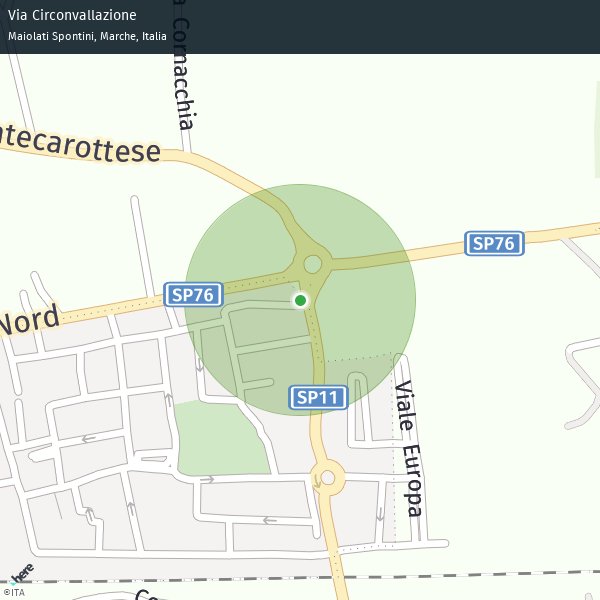 Via Circonvallazione
Maiolati Spontini, Marche, Italia
Cornacchia
ntecarottese
SP76
SP76
Nord
SP11
Viale Europa
here
©ITA